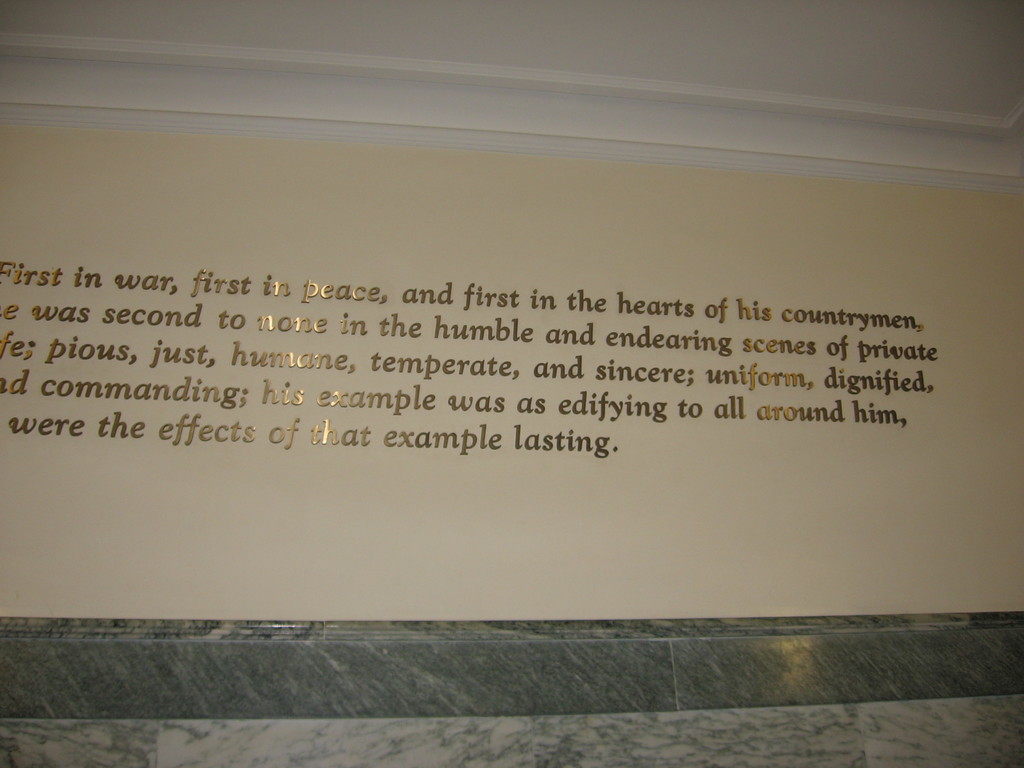 First in war, first in peace, and first in the hearts of his countrymen,
e was second to none in the humble and endearing scenes of private
fe; pious, just, humane, temperate, and sincere; uniform, dignified,
nd commanding; his example was as edifying to all around him,
were the effects of that example lasting.